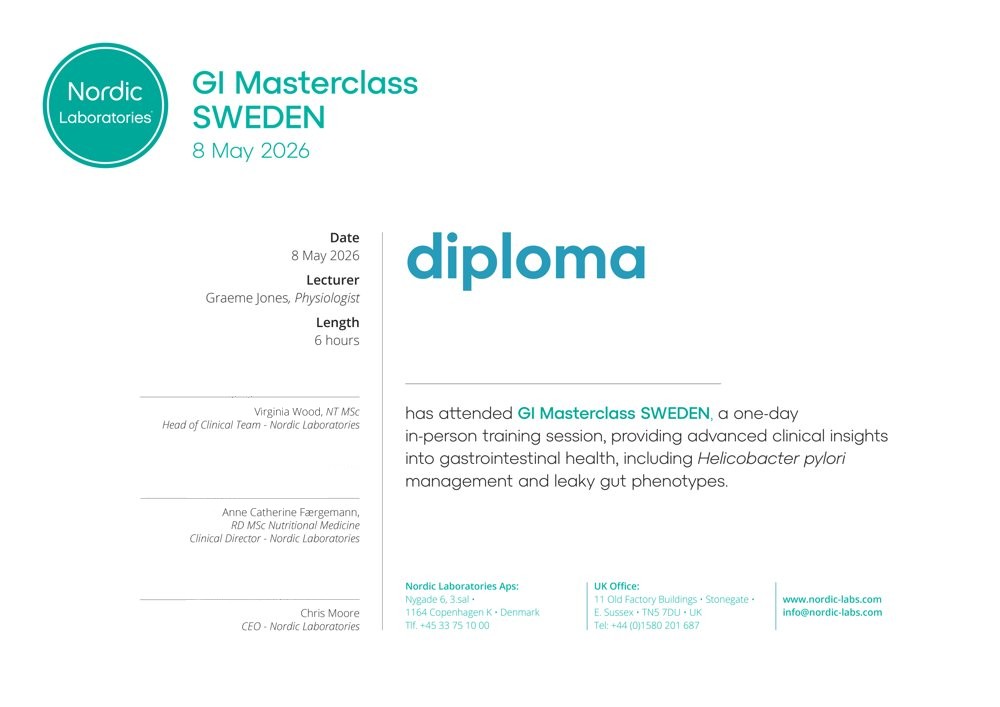 Nordic
Laboratories
GI Masterclass
SWEDEN
8 May 2026
Date
8 May 2026
Lecturer
Graeme Jones, Physiologist
Length
6 hours
Virginia Wood, NT MSc
Head of Clinical Team - Nordic Laboratories
Anne Catherine Færgemann,
RD MSc Nutritional Medicine
Clinical Director - Nordic Laboratories
Chris Moore
CEO - Nordic Laboratories
diploma
has attended GI Masterclass SWEDEN, a one-day
in-person training session, providing advanced clinical insights
into gastrointestinal health, including Helicobacter pylori
management and leaky gut phenotypes.
Nordic Laboratories Aps:
Nygade 6, 3.sal •
1164 Copenhagen K • Denmark
Tlf. +45 33 75 10 00
UK Office:
11 Old Factory Buildings • Stonegate •
E. Sussex • TN5 7DU • UK
Tel: +44 (0)1580 201 687
www.nordic-labs.com
info@nordic-labs.com